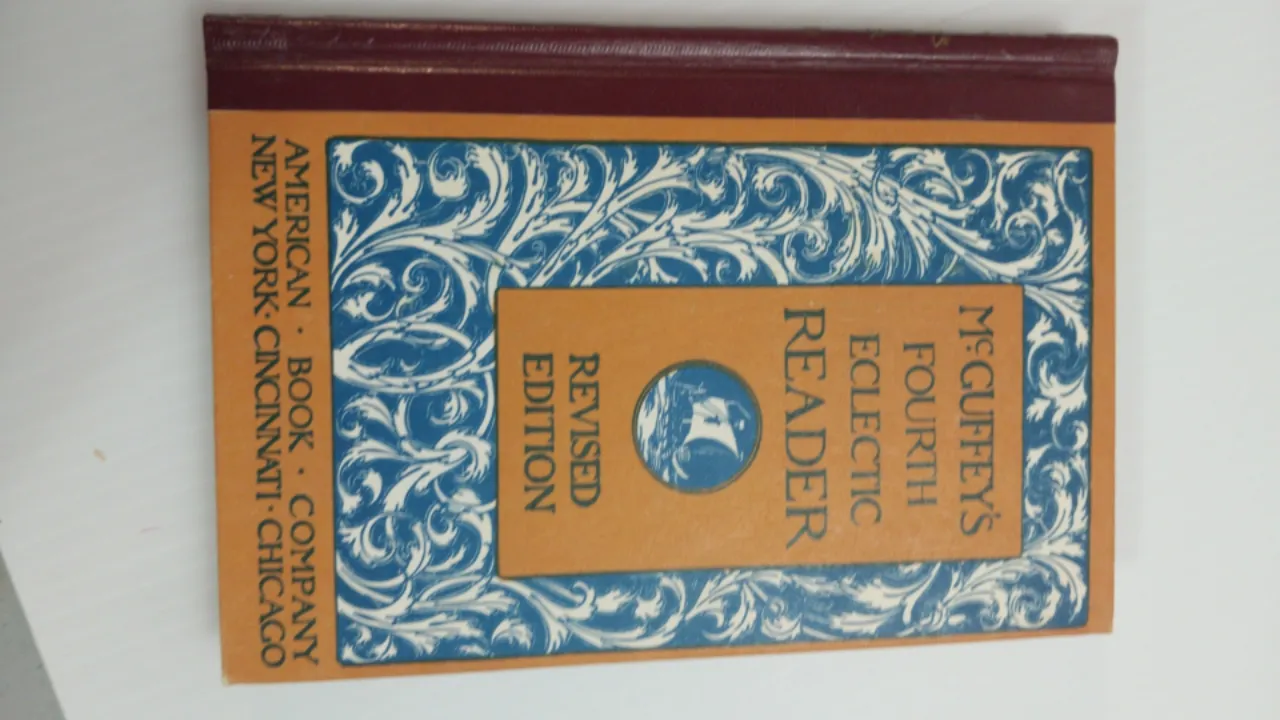 McGUFFEY'S
FOURTH
ECLECTIC
READER
REVISED
EDITION
AMERICAN · BOOK · COMPANY
NEW YORK · CINCINNATI · CHICAGO